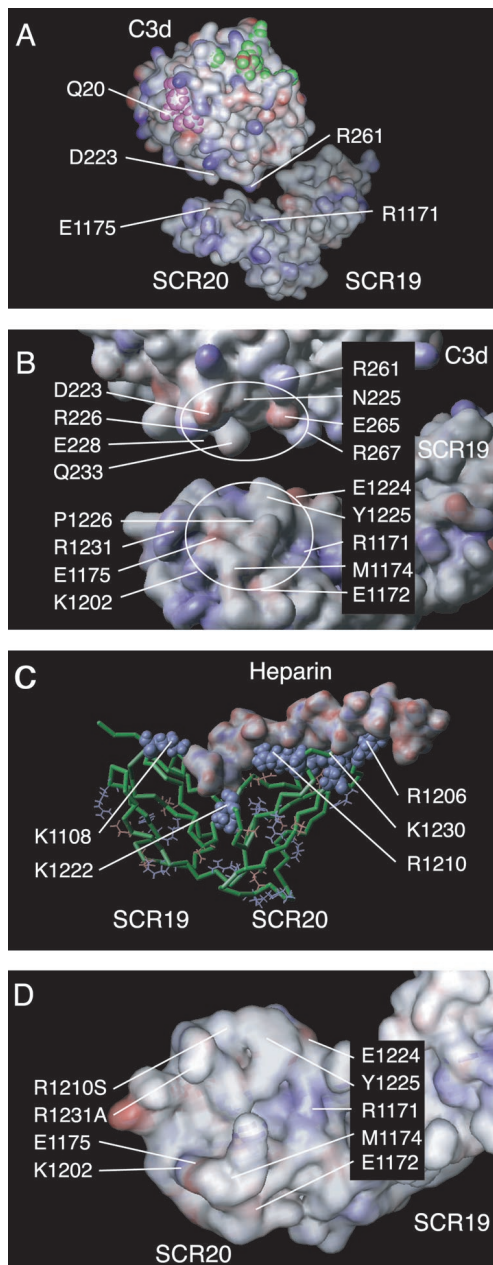 A
C3d
Q20
R261
D223
E1175
R1171
SCR20
SCR19
B
C3d
D223
R226
E228
Q233
R261
N225
E265
R267
SCR19
P1226
R1231
E1175
K1202
E1224
Y1225
R1171
M1174
E1172
C
Heparin
K1108
K1222
R1206
K1230
R1210
SCR19
SCR20
D
R1210S
R1231A
E1175
K1202
E1224
Y1225
R1171
M1174
E1172
SCR20
SCR19